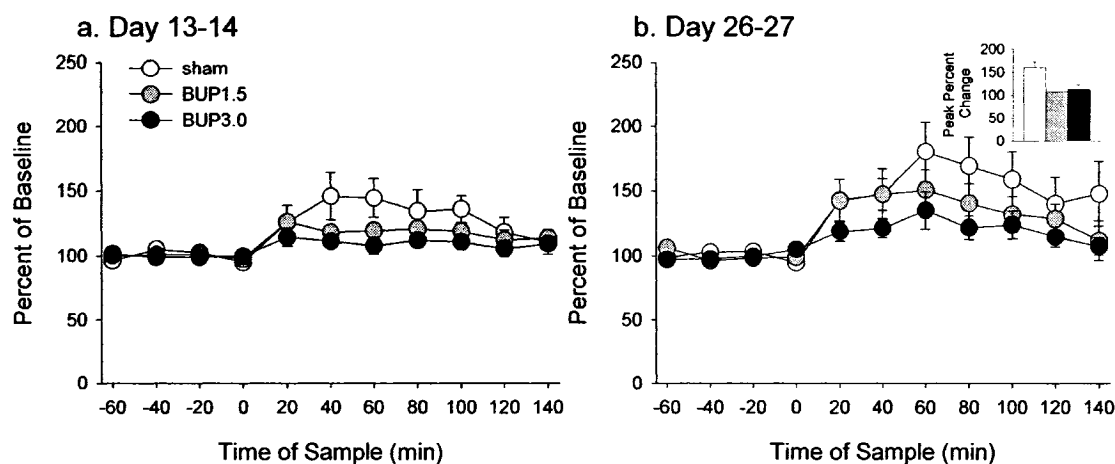 a. Day 13-14
250
200
150
100
50
0
Percent of Baseline
sham
BUP1.5
BUP3.0
-60 -40 -20 0 20 40 60 80 100 120 140
Time of Sample (min)
b. Day 26-27
250
200
150
100
50
0
Percent of Baseline
Peak Percent
Change
200
150
100
50
0
-60 -40 -20 0 20 40 60 80 100 120 140
Time of Sample (min)